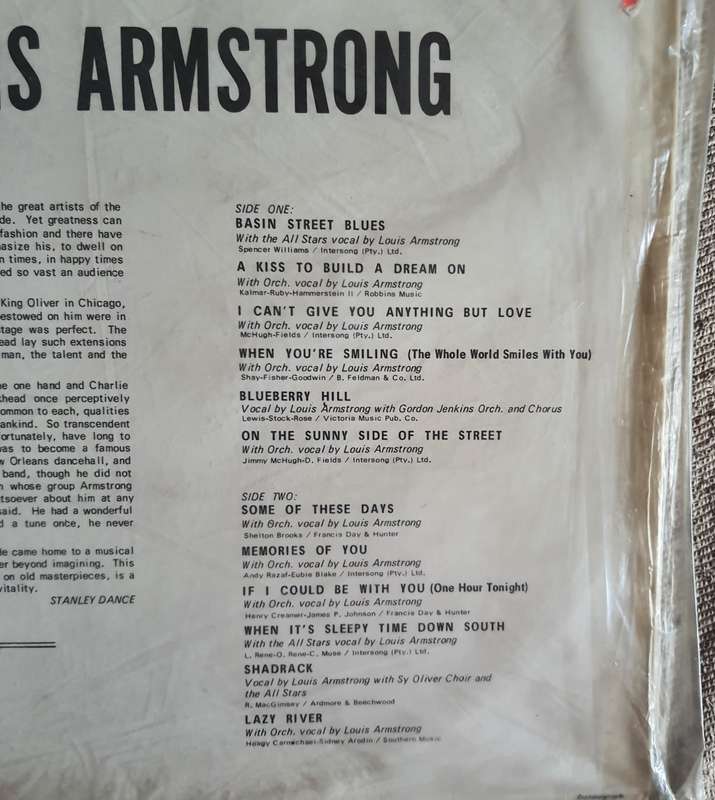 S ARMSTRONG
he great artists of the
de. Yet greatness can
fashion and there have
asize his, to dwell on
n times, in happy times
ed so vast an audience
King Oliver in Chicago,
estowed on him were in
stage was perfect. The
ead lay such extensions
man, the talent and the
ne one hand and Charlie
khead once perceptively
ommon to each, qualities
ankind. So transcendent
ortunately, have long to
was to become a famous
w Orleans dancehall, and
band, though he did not
n whose group Armstrong
tsoever about him at any
said. He had a wonderful
d a tune once, he never
He came home to a musical
er beyond imagining. This
on old masterpieces, is a
vitality.
STANLEY DANCE
SIDE ONE:
BASIN STREET BLUES
With the All Stars vocal by Louis Armstrong
Spencer Williams / Intersong (Pty.) Ltd.
A KISS TO BUILD A DREAM ON
With Orch. vocal by Louis Armstrong
Kalmar-Ruby-Hammerstein II / Robbins Music
I CAN'T GIVE YOU ANYTHING BUT LOVE
With Orch. vocal by Louis Armstrong
McHugh-Fields / Intersong (Pty.) Ltd.
WHEN YOU'RE SMILING (The Whole World Smiles With You)
With Orch. vocal by Louis Armstrong
Shay-Fisher-Goodwin / B. Feldman & Co. Ltd.
BLUEBERRY HILL
Vocal by Louis Armstrong with Gordon Jenkins Orch. and Chorus
Lewis-Stock-Rose / Victoria Music Pub. Co.
ON THE SUNNY SIDE OF THE STREET
With Orch. vocal by Louis Armstrong
Jimmy McHugh-D. Fields / Intersong (Pty.) Ltd.
SIDE TWO:
SOME OF THESE DAYS
With Orch. vocal by Louis Armstrong
Shelton Brooks / Francis Day & Hunter
MEMORIES OF YOU
With Orch. vocal by Louis Armstrong
Andy Razaf-Eubie Blake / Intersong (Pty.) Ltd.
IF I COULD BE WITH YOU (One Hour Tonight)
With Orch. vocal by Louis Armstrong
Henry Creamer-James P. Johnson / Francis Day & Hunter
WHEN IT'S SLEEPY TIME DOWN SOUTH
With the All Stars vocal by Louis Armstrong
L. Rene-O. Rene-C. Muse / Intersong (Pty.) Ltd.
SHADRACK
Vocal by Louis Armstrong with Sy Oliver Choir and
the All Stars
R. MacGimsey / Ardmore & Beechwood
LAZY RIVER
With Orch. vocal by Louis Armstrong
Hoagy Carmichael-Sidney Arodin / Southern Music